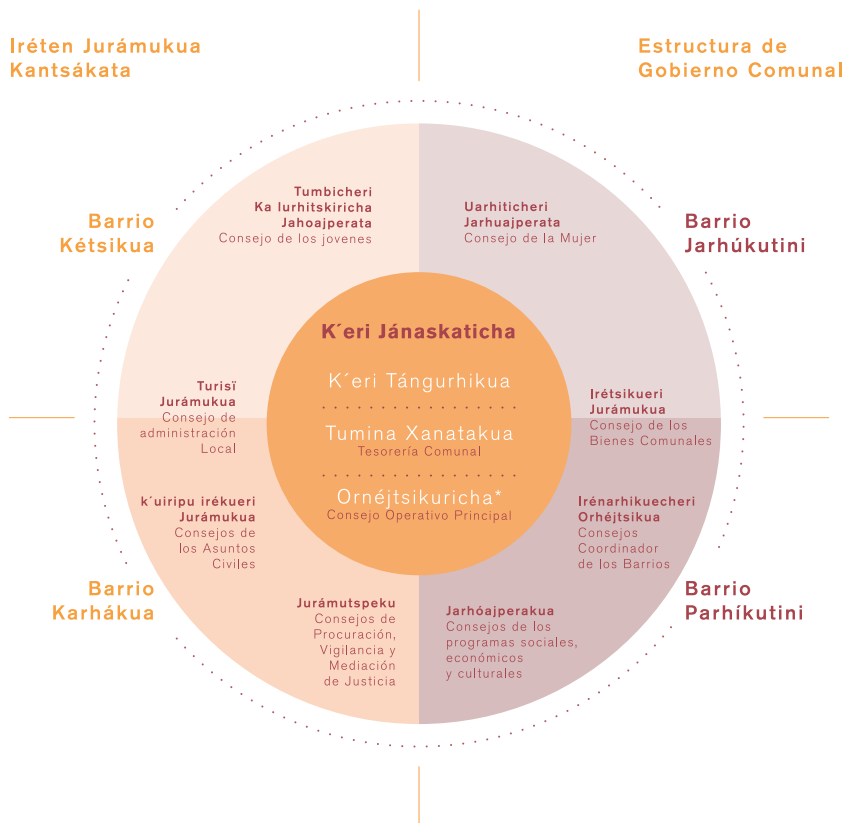 Iréten Jurámukua
Kantsákata
Estructura de
Gobierno Comunal
Barrio
Kétsikua
Tumbicheri
Ka Iurhitskiricha
Jahoajperata
Consejo de los jovenes
Uarhiticheri
Jarhuajperata
Consejo de la Mujer
Barrio
Jarhúkutini
K´eri Jánaskaticha
K´eri Tángurhikua
Tumina Xanatakua
Tesorería Comunal
Ornéjtsikuricha*
Consejo Operativo Principal
Turisï
Jurámukua
Consejo de
administración
Local
Irétsikueri
Jurámukua
Consejo de los
Bienes Comunales
k´uiripu irékueri
Jurámukua
Consejos de
los Asuntos
Civiles
Irénarhikuecheri
Orhéjtsikua
Consejos
Coordinador
de los Barrios
Barrio
Karhákua
Jurámutspeku
Consejos de
Procuración,
Vigilancia y
Mediación
de Justicia
Jarhóajperakua
Consejos de los
programas sociales,
económicos
y culturales
Barrio
Parhíkutini